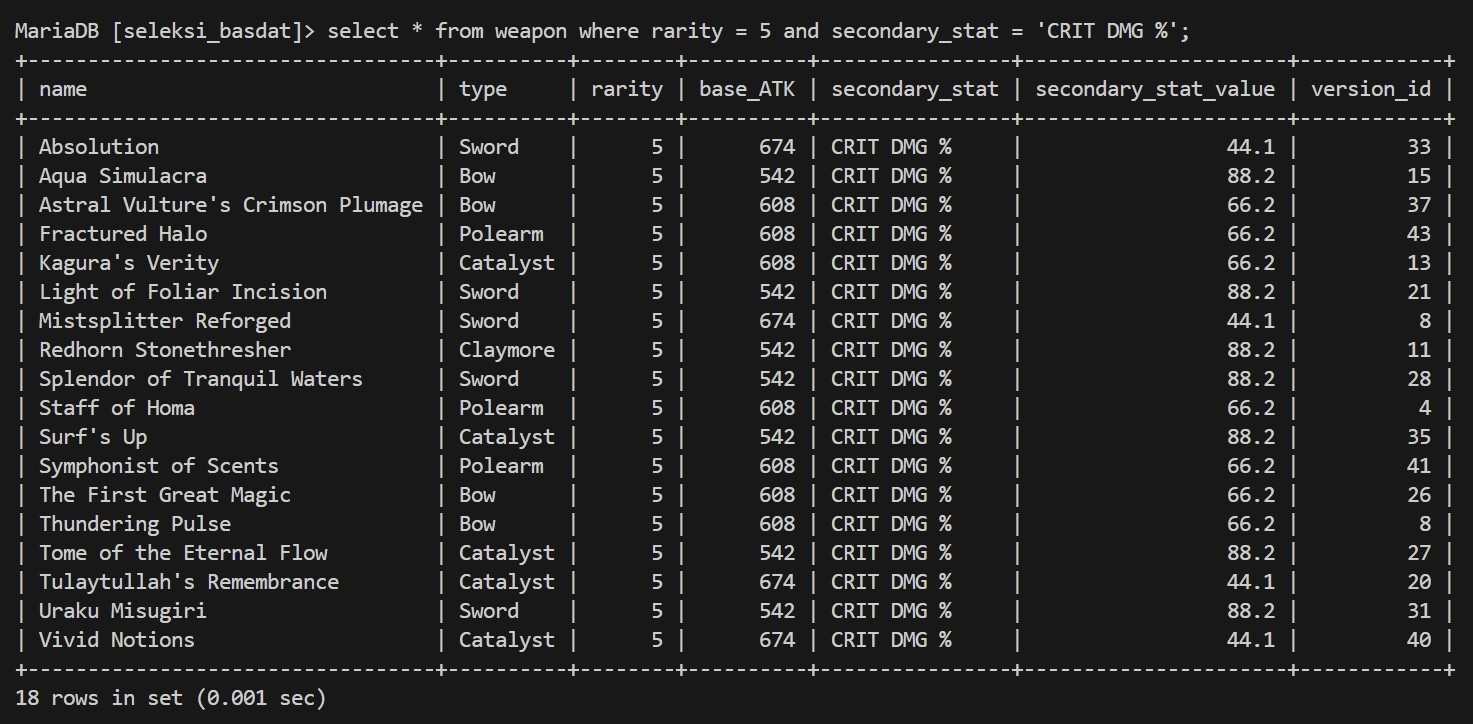 MariaDB [seleksi_basdat]> select * from weapon where rarity = 5 and secondary_stat = 'CRIT DMG %';
+----------------------------------+----------+--------+----------+----------------+----------------------+------------+
| name                             | type     | rarity | base_ATK | secondary_stat | secondary_stat_value | version_id |
+----------------------------------+----------+--------+----------+----------------+----------------------+------------+
| Absolution                       | Sword    |      5 |      674 | CRIT DMG %     |                 44.1 |         33 |
| Aqua Simulacra                   | Bow      |      5 |      542 | CRIT DMG %     |                 88.2 |         15 |
| Astral Vulture's Crimson Plumage | Bow      |      5 |      608 | CRIT DMG %     |                 66.2 |         37 |
| Fractured Halo                   | Polearm  |      5 |      608 | CRIT DMG %     |                 66.2 |         43 |
| Kagura's Verity                  | Catalyst |      5 |      608 | CRIT DMG %     |                 66.2 |         13 |
| Light of Foliar Incision         | Sword    |      5 |      542 | CRIT DMG %     |                 88.2 |         21 |
| Mistsplitter Reforged            | Sword    |      5 |      674 | CRIT DMG %     |                 44.1 |          8 |
| Redhorn Stonethresher            | Claymore |      5 |      542 | CRIT DMG %     |                 88.2 |         11 |
| Splendor of Tranquil Waters      | Sword    |      5 |      542 | CRIT DMG %     |                 88.2 |         28 |
| Staff of Homa                    | Polearm  |      5 |      608 | CRIT DMG %     |                 66.2 |          4 |
| Surf's Up                        | Catalyst |      5 |      542 | CRIT DMG %     |                 88.2 |         35 |
| Symphonist of Scents             | Polearm  |      5 |      608 | CRIT DMG %     |                 66.2 |         41 |
| The First Great Magic            | Bow      |      5 |      608 | CRIT DMG %     |                 66.2 |         26 |
| Thundering Pulse                 | Bow      |      5 |      608 | CRIT DMG %     |                 66.2 |          8 |
| Tome of the Eternal Flow         | Catalyst |      5 |      542 | CRIT DMG %     |                 88.2 |         27 |
| Tulaytullah's Remembrance        | Catalyst |      5 |      674 | CRIT DMG %     |                 44.1 |         20 |
| Uraku Misugiri                   | Sword    |      5 |      542 | CRIT DMG %     |                 88.2 |         31 |
| Vivid Notions                    | Catalyst |      5 |      674 | CRIT DMG %     |                 44.1 |         40 |
+----------------------------------+----------+--------+----------+----------------+----------------------+------------+
18 rows in set (0.001 sec)